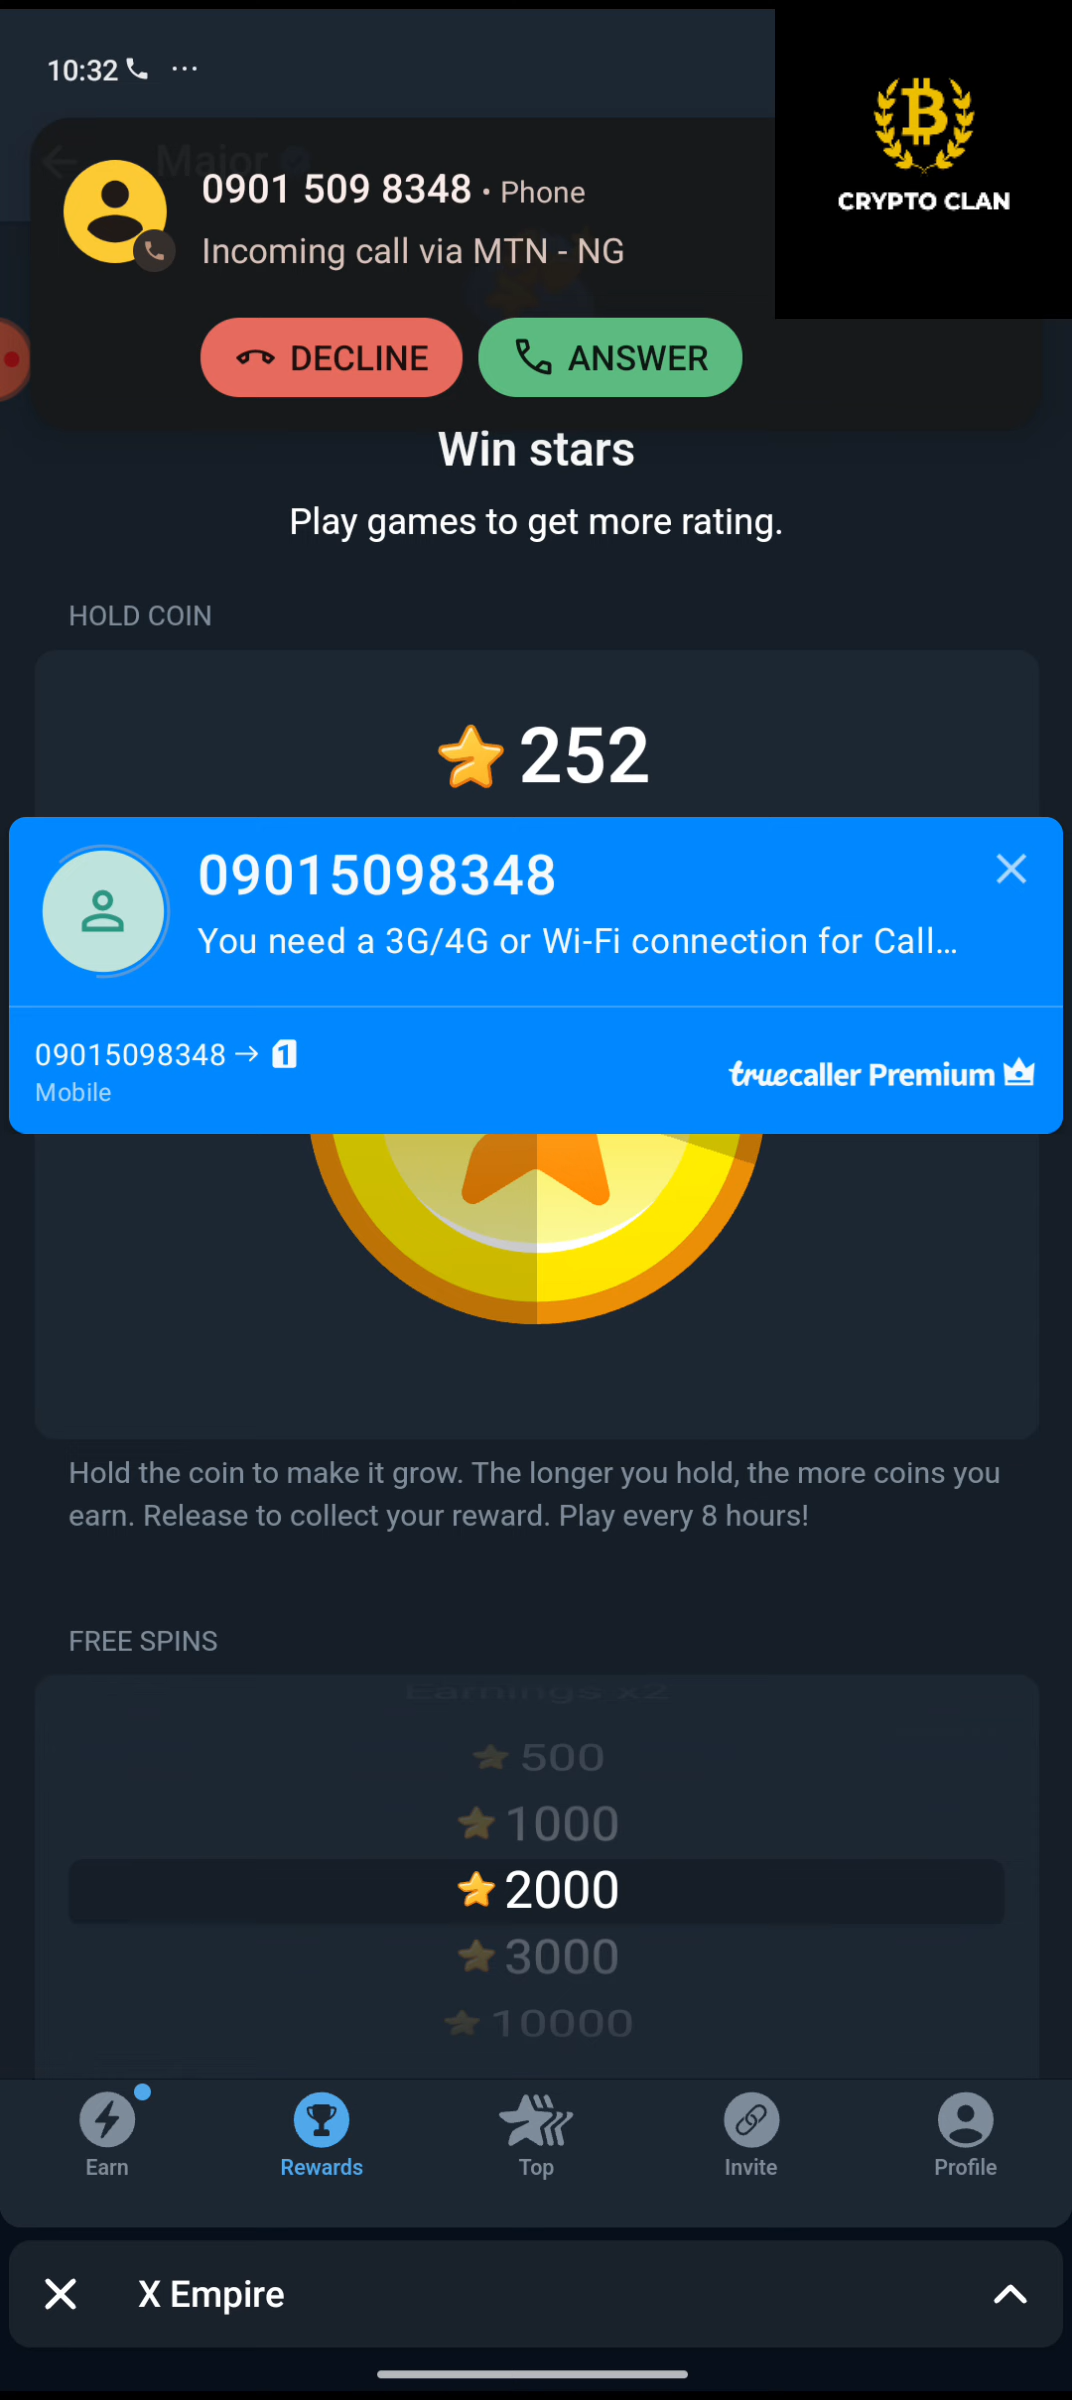 10:32
Major
0901 509 8348 • Phone
Incoming call via MTN - NG
DECLINE
ANSWER
CRYPTO CLAN
Win stars
Play games to get more rating.
HOLD COIN
252
09015098348
You need a 3G/4G or Wi-Fi connection for Call…
09015098348 → 1
Mobile
truecaller Premium
Hold the coin to make it grow. The longer you hold, the more coins you
earn. Release to collect your reward. Play every 8 hours!
FREE SPINS
Earnings x2
500
1000
2000
3000
10000
Earn
Rewards
Top
Invite
Profile
X Empire